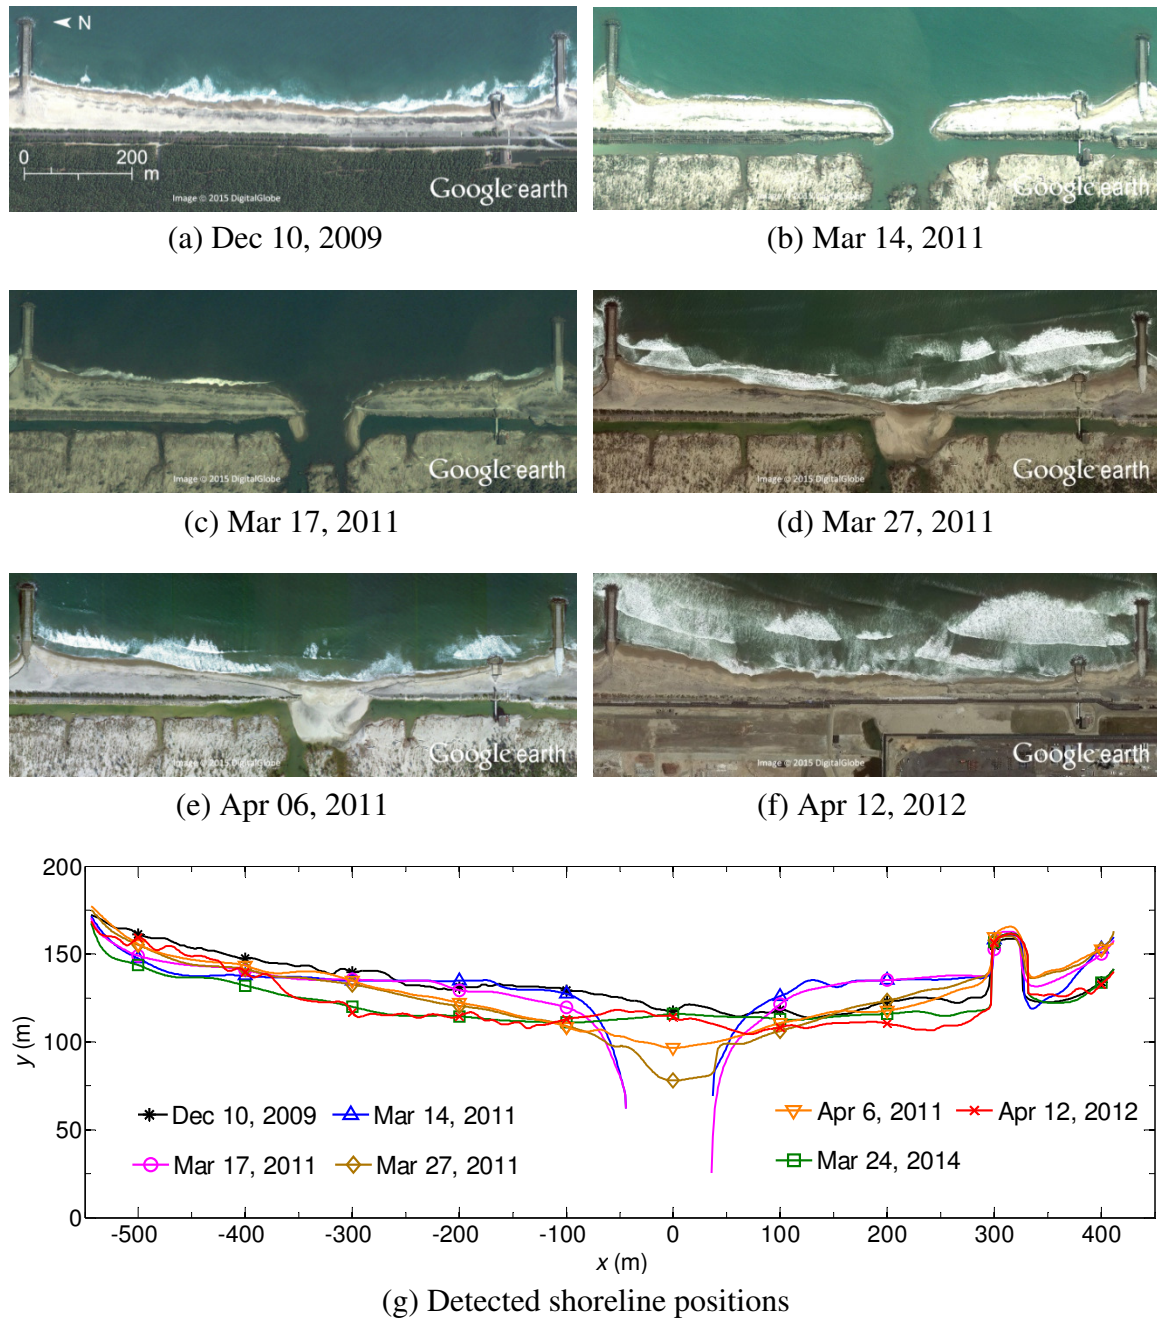 N
0 200
m
Image © 2015 DigitalGlobe
Google earth
Google earth
(a) Dec 10, 2009
(b) Mar 14, 2011
Image © 2015 DigitalGlobe
Google earth
Image © 2015 DigitalGlobe
Google earth
(c) Mar 17, 2011
(d) Mar 27, 2011
Image © 2015 DigitalGlobe
Google earth
Image © 2015 DigitalGlobe
Google earth
(e) Apr 06, 2011
(f) Apr 12, 2012
200
150
100
50
0
y (m)
Dec 10, 2009
Mar 14, 2011
Apr 6, 2011
Apr 12, 2012
Mar 17, 2011
Mar 27, 2011
Mar 24, 2014
-500 -400 -300 -200 -100 0 100 200 300 400
x (m)
(g) Detected shoreline positions